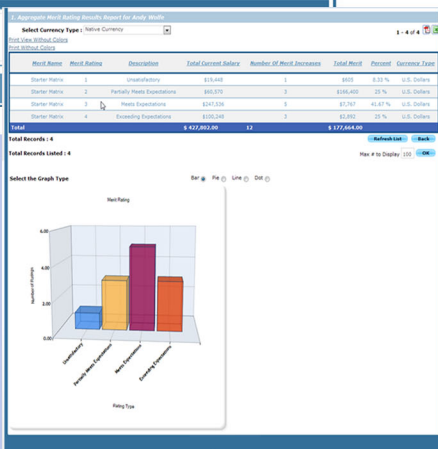 1. Aggregate Merit Rating Results Report for Andy Wolfe
Select Currency Type : Native Currency
1 - 4 of 4
Print View Without Colors
Print Without Colors
Merit Name Merit Rating Description Total Current Salary Number Of Merit Increases Total Merit Percent Currency Type
Starter Matrix 1 Unsatisfactory $19,448 1 $605 8.33 % U.S. Dollars
Starter Matrix 2 Partially Meets Expectations $60,570 3 $166,400 25 % U.S. Dollars
Starter Matrix 3 Meets Expectations $247,536 5 $7,767 41.67 % U.S. Dollars
Starter Matrix 4 Exceeding Expectations $100,248 3 $2,892 25 % U.S. Dollars
Total $ 427,802.00 12 $ 177,664.00
Total Records : 4 Refresh List Back
Total Records Listed : 4 Max # to Display 100 OK
Select the Graph Type Bar Pie Line Dot
Merit Rating
6.00
4.00
2.00
0.00
Number of Ratings
Unsatisfactory
Partially Meets Expectations
Meets Expectations
Exceeding Expectations
Rating Type